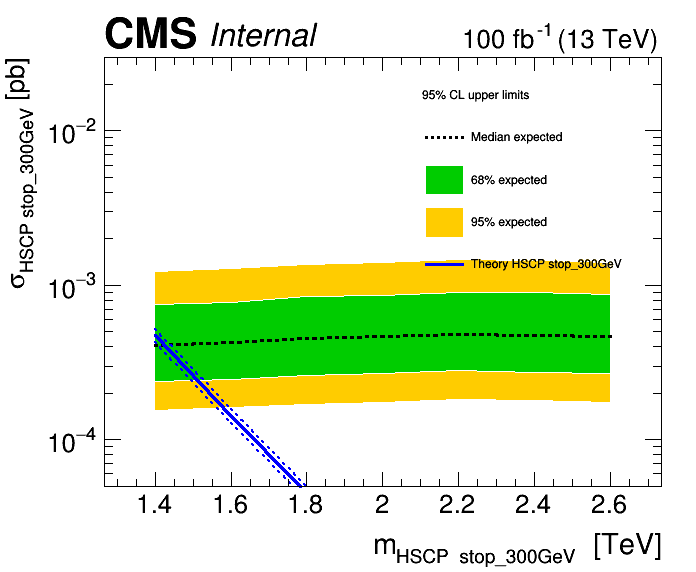 CMS Internal 100 fb⁻¹ (13 TeV)
σHSCP stop_300GeV [pb]
95% CL upper limits
Median expected
68% expected
95% expected
Theory HSCP stop_300GeV
10⁻²
10⁻³
10⁻⁴
1.4 1.6 1.8 2 2.2 2.4 2.6
mHSCP stop_300GeV [TeV]